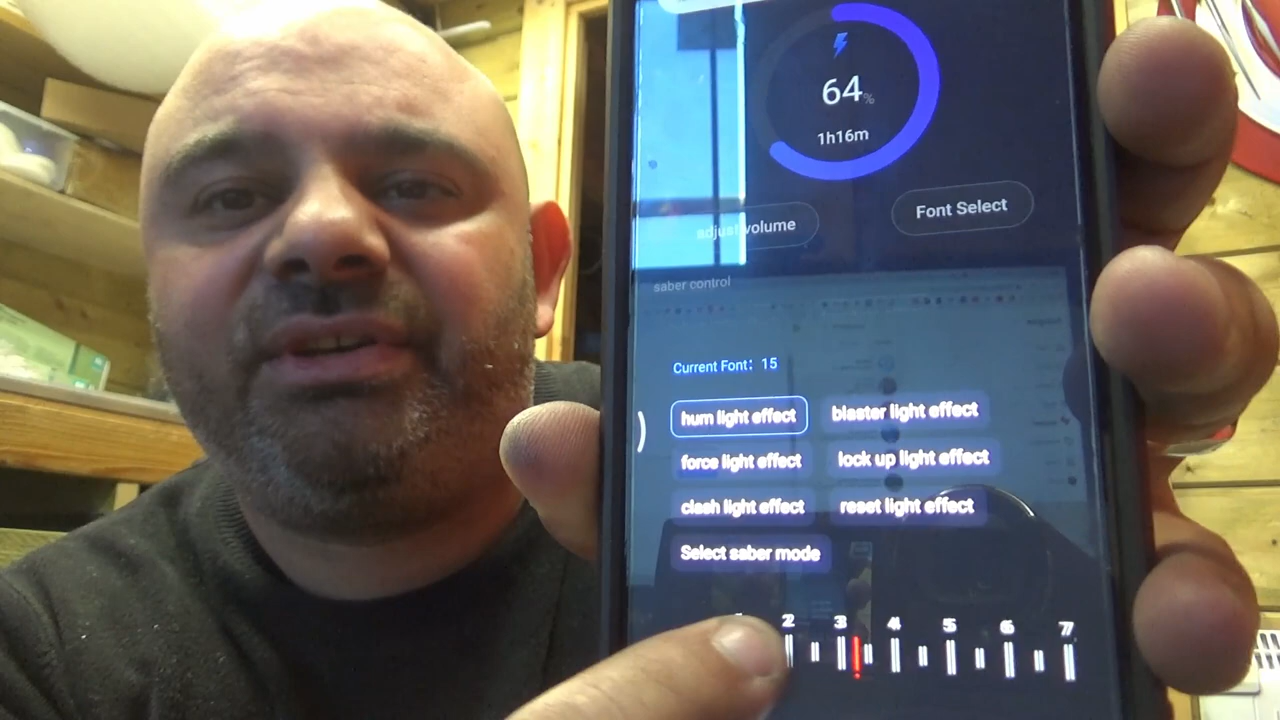 64%
1h16m
adjust volume
Font Select
saber control
Current Font: 15
hum light effect
blaster light effect
force light effect
lock up light effect
clash light effect
reset light effect
Select saber mode
2 3 4 5 6 7